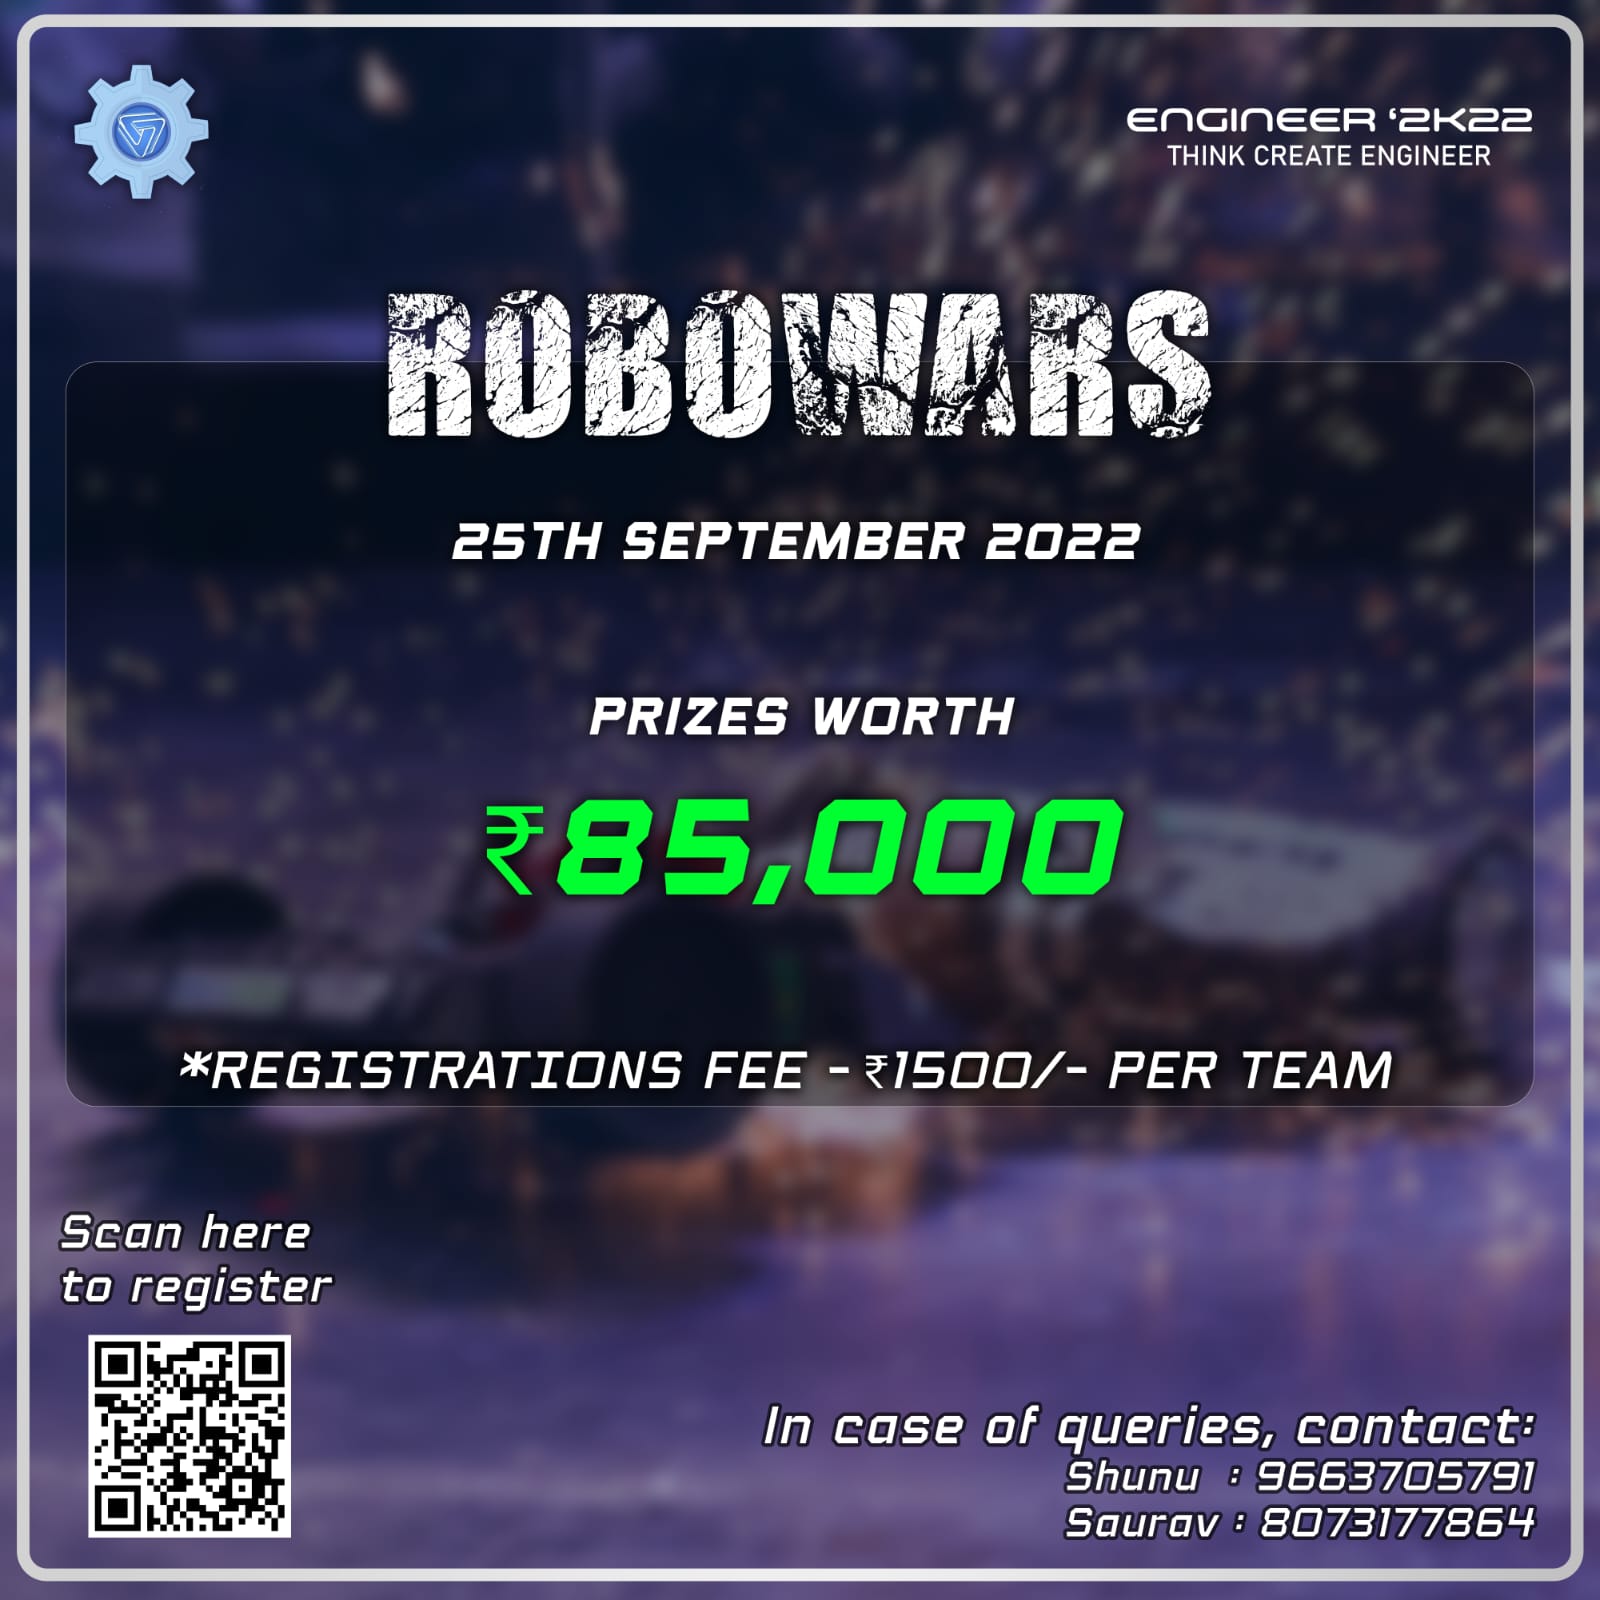 ENGINEER ‘2K22
THINK CREATE ENGINEER
ROBOWARS
25TH SEPTEMBER 2022
PRIZES WORTH
₹85,000
*REGISTRATIONS FEE - ₹1500/- PER TEAM
Scan here
to register
In case of queries, contact:
Shunu : 9663705791
Saurav : 8073177864